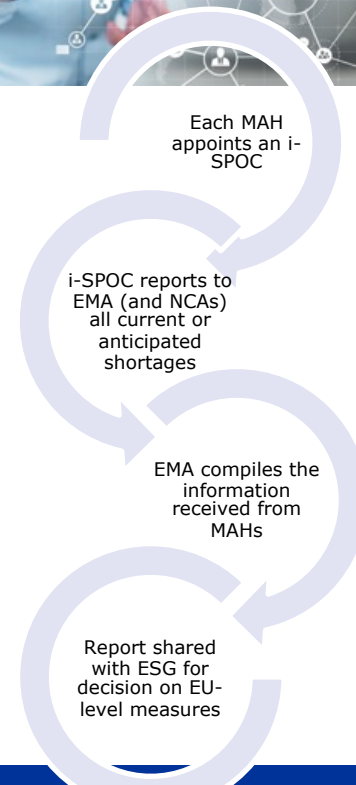 Each MAH
appoints an i-
SPOC
i-SPOC reports to
EMA (and NCAs)
all current or
anticipated
shortages
EMA compiles the
information
received from
MAHs
Report shared
with ESG for
decision on EU-
level measures